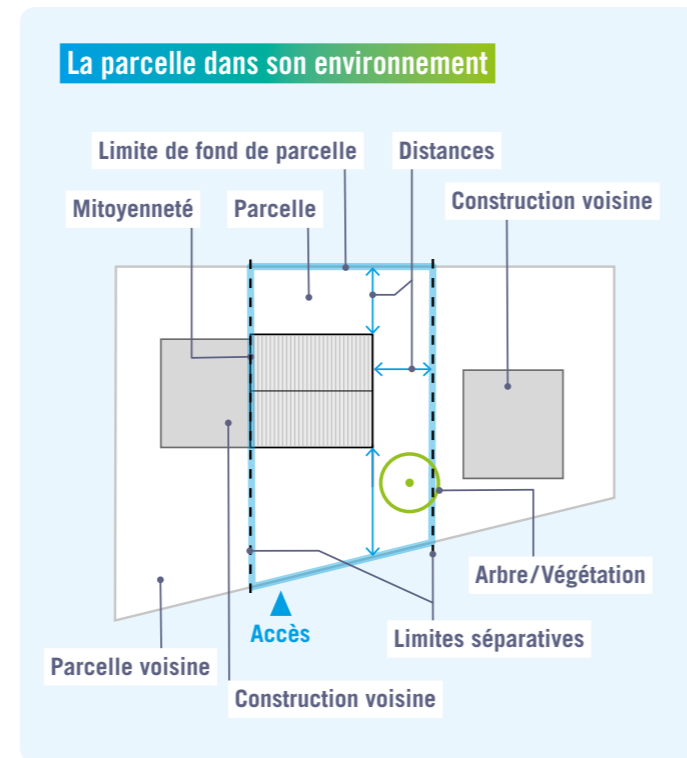 La parcelle dans son environnement
Limite de fond de parcelle
Distances
Mitoyenneté
Parcelle
Construction voisine
Arbre/Végétation
Accès
Limites séparatives
Parcelle voisine
Construction voisine